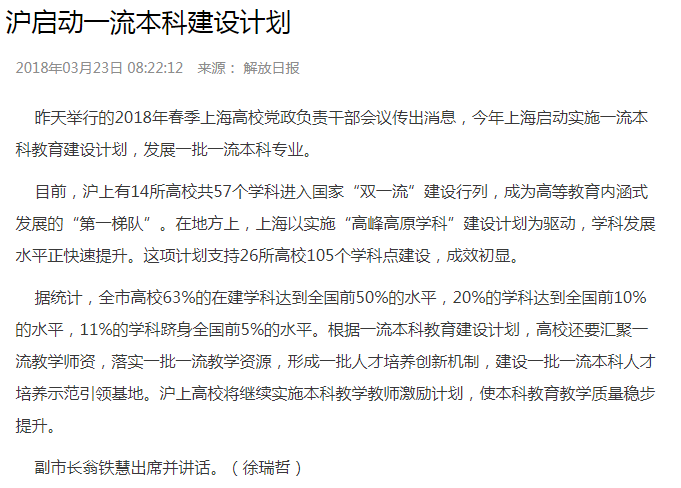 沪启动一流本科建设计划
2018年03月23日 08:22:12 来源： 解放日报
昨天举行的2018年春季上海高校党政负责干部会议传出消息，今年上海启动实施一流本
科教育建设计划，发展一批一流本科专业。
目前，沪上有14所高校共57个学科进入国家“双一流”建设行列，成为高等教育内涵式
发展的“第一梯队”。在地方上，上海以实施“高峰高原学科”建设计划为驱动，学科发展
水平正快速提升。这项计划支持26所高校105个学科点建设，成效初显。
据统计，全市高校63%的在建学科达到全国前50%的水平，20%的学科达到全国前10%
的水平，11%的学科跻身全国前5%的水平。根据一流本科教育建设计划，高校还要汇聚一
流教学师资，落实一批一流教学资源，形成一批人才培养创新机制，建设一批一流本科人才
培养示范引领基地。沪上高校将继续实施本科教学教师激励计划，使本科教育教学质量稳步
提升。
副市长翁铁慧出席并讲话。（徐瑞哲）